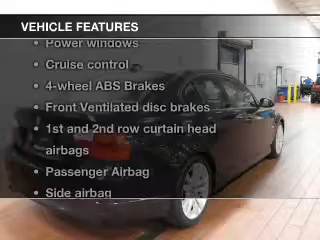 VEHICLE FEATURES
• Power windows
• Cruise control
• 4-wheel ABS Brakes
• Front Ventilated disc brakes
• 1st and 2nd row curtain head
airbags
• Passenger Airbag
• Side airbag